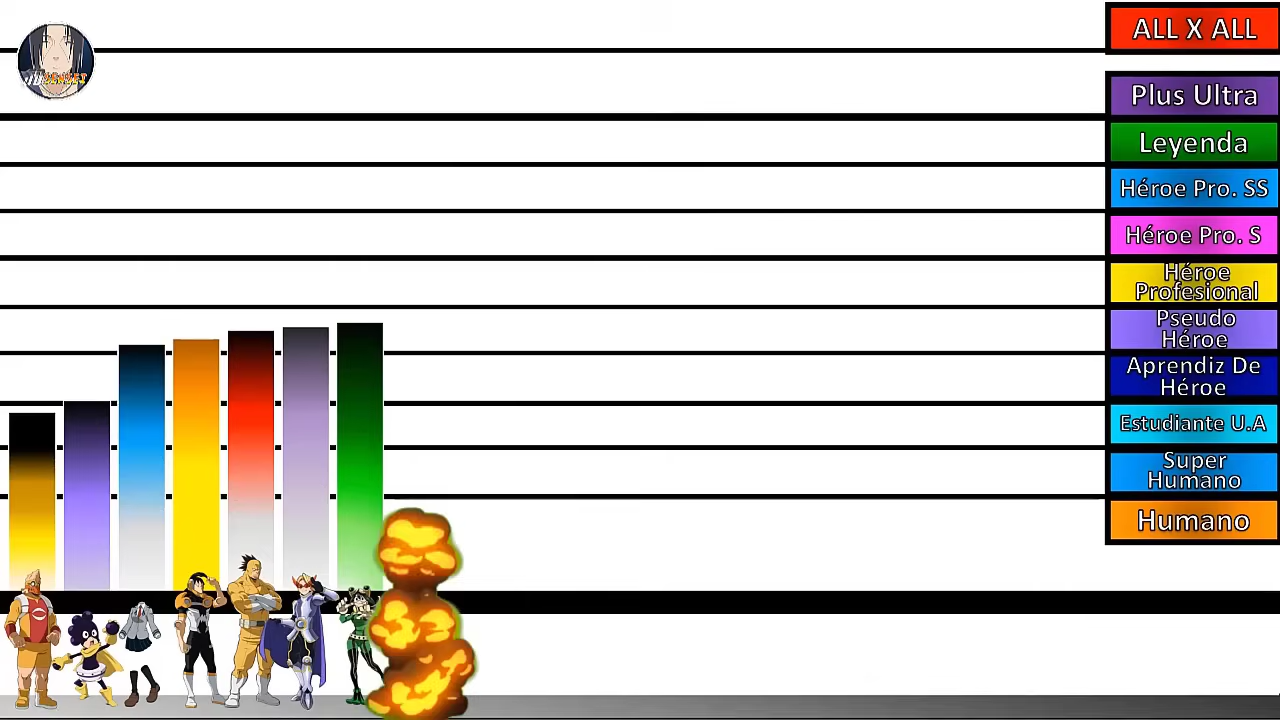 ALL X ALL
Plus Ultra
Leyenda
Héroe Pro. SS
Héroe Pro. S
Héroe
Profesional
Pseudo
Héroe
Aprendiz De
Héroe
Estudiante U.A
Super
Humano
Humano